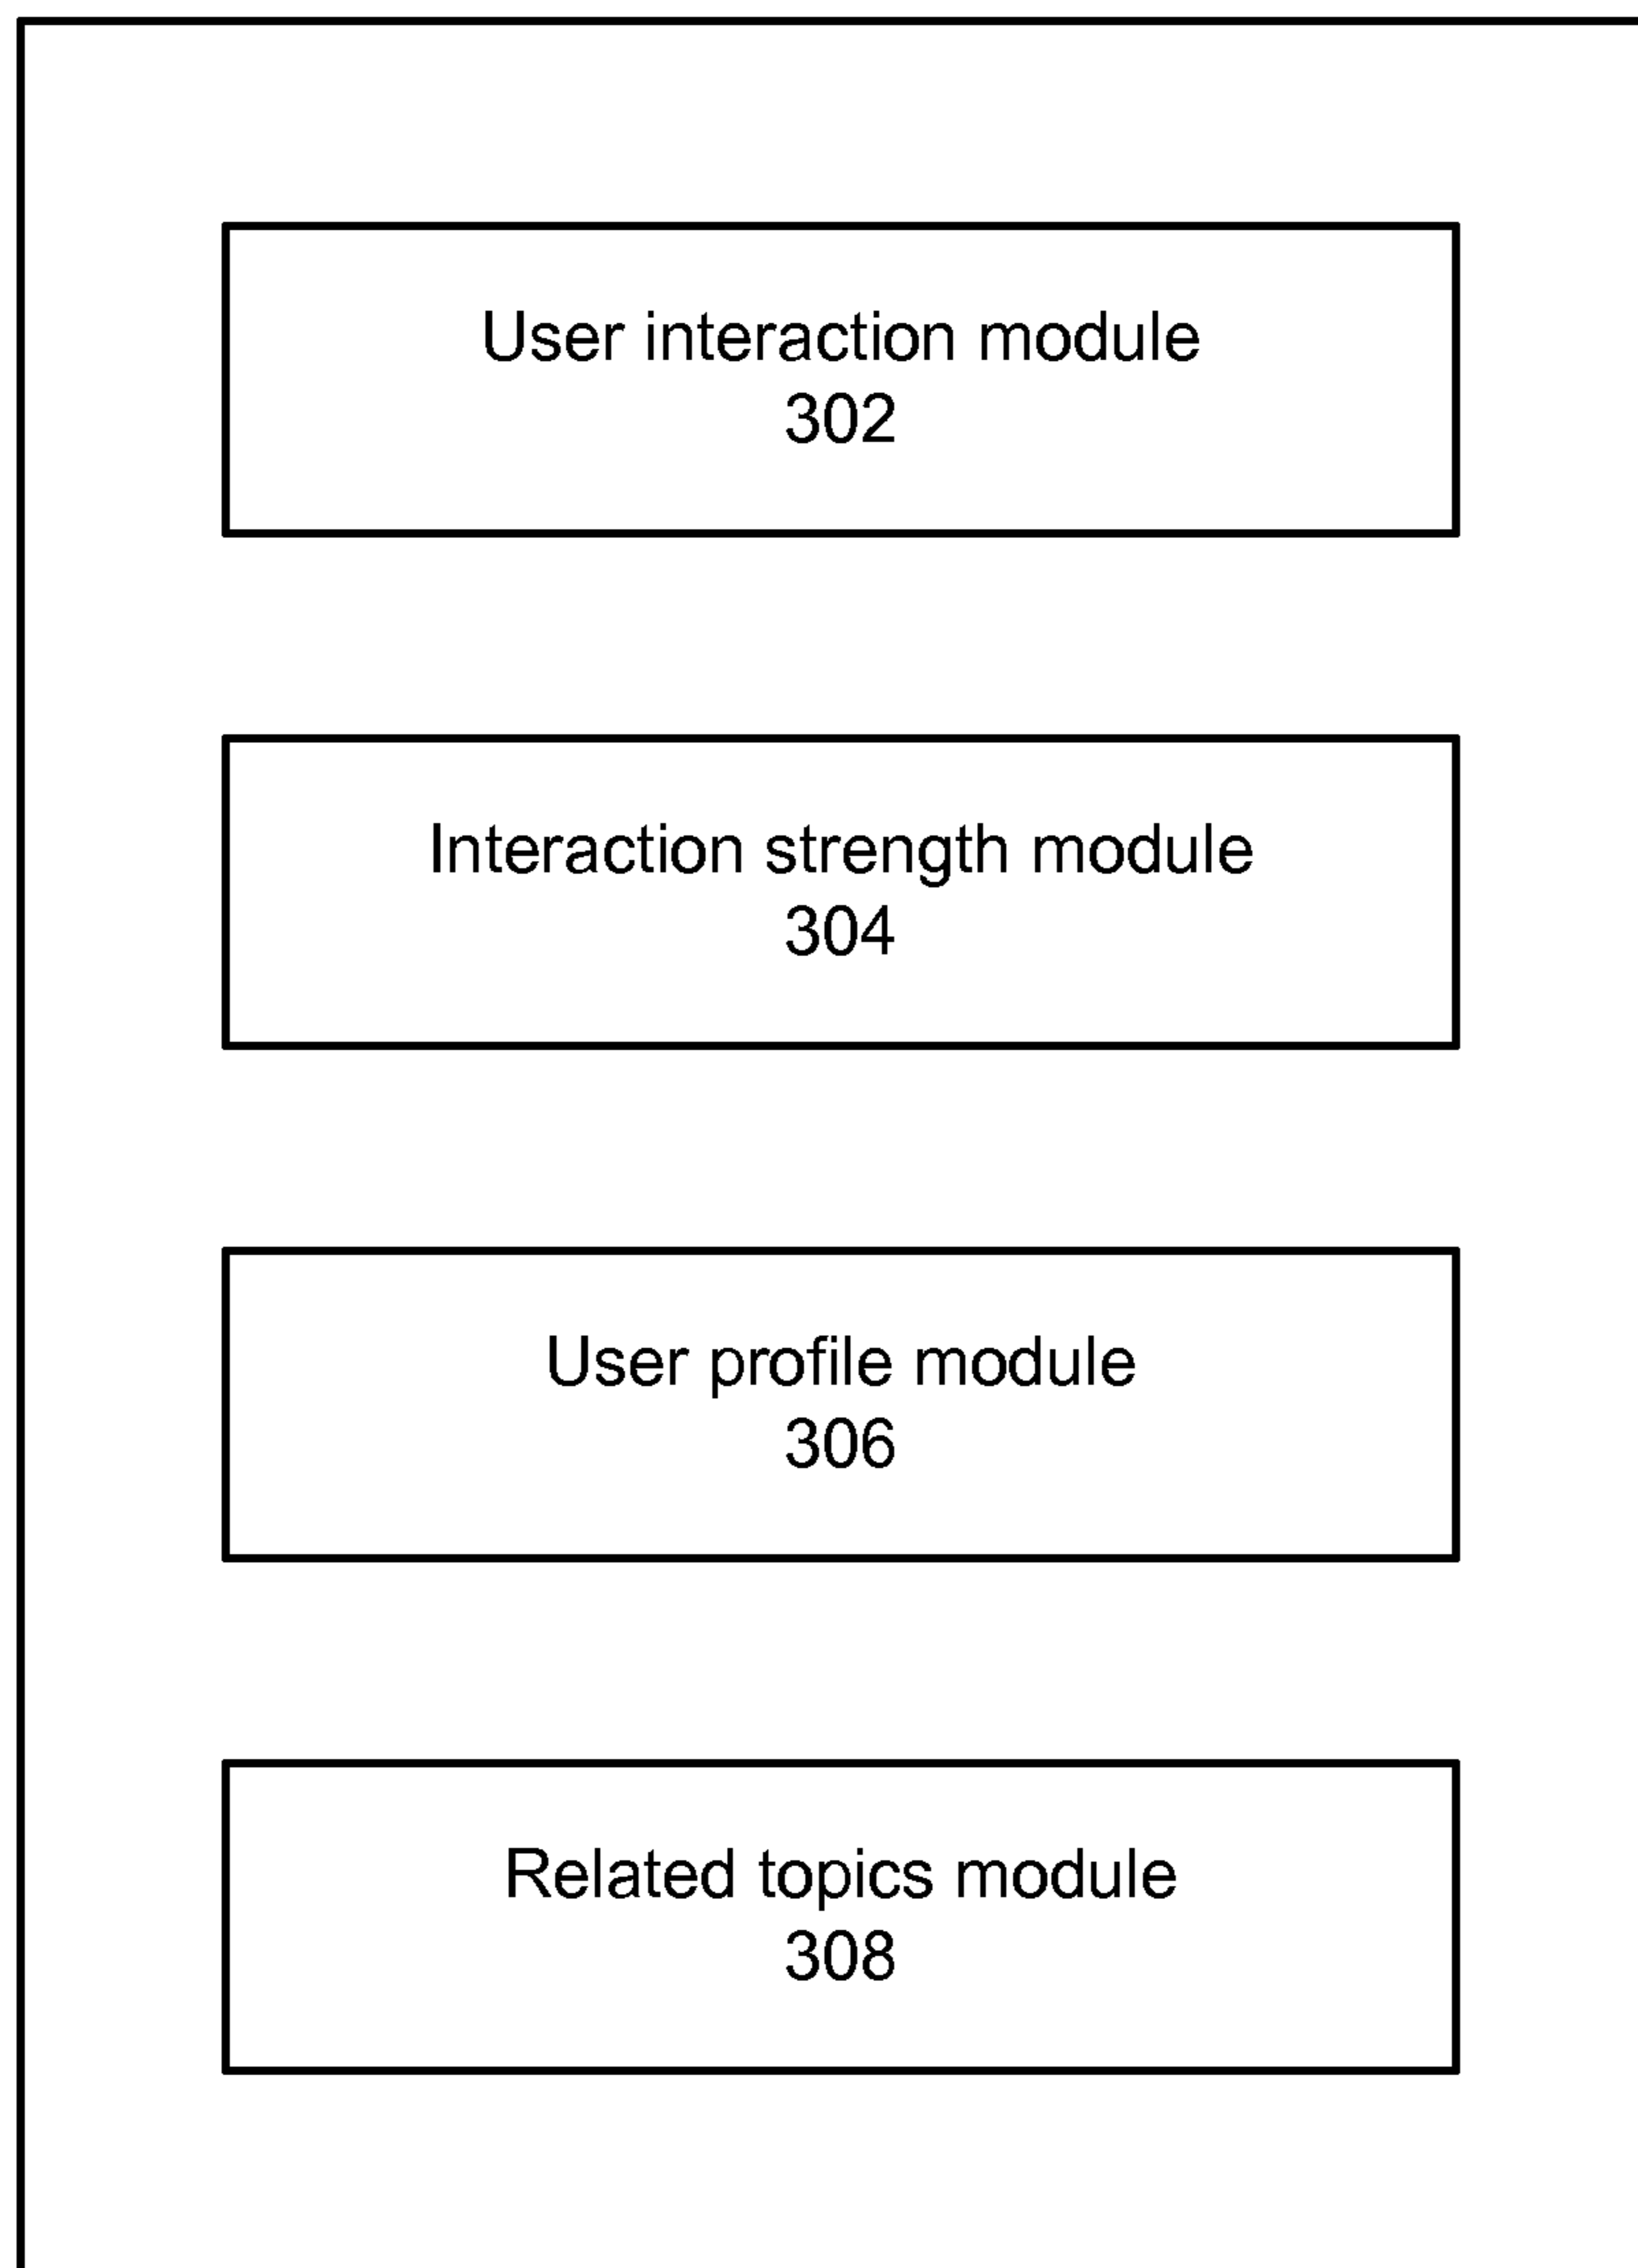 User interaction module
302
Interaction strength module
304
User profile module
306
Related topics module
308